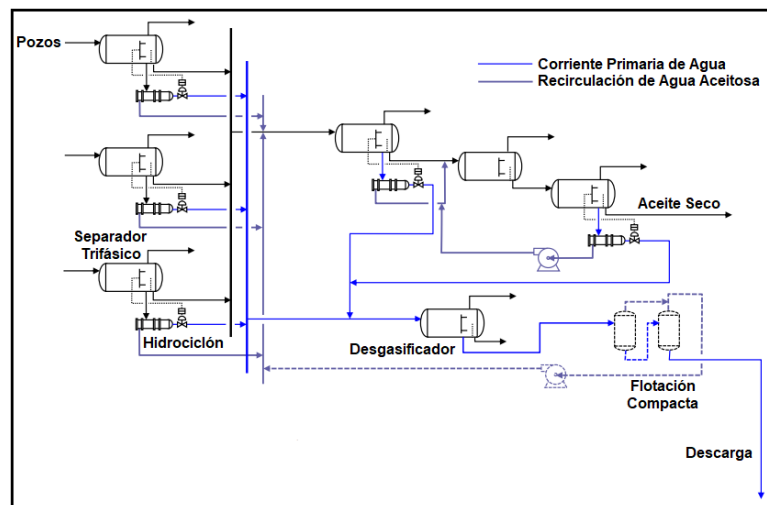 Pozos
Corriente Primaria de Agua
Recirculación de Agua Aceitosa
Aceite Seco
Separador
Trifásico
Hidrociclón
Desgasificador
Flotación
Compacta
Descarga